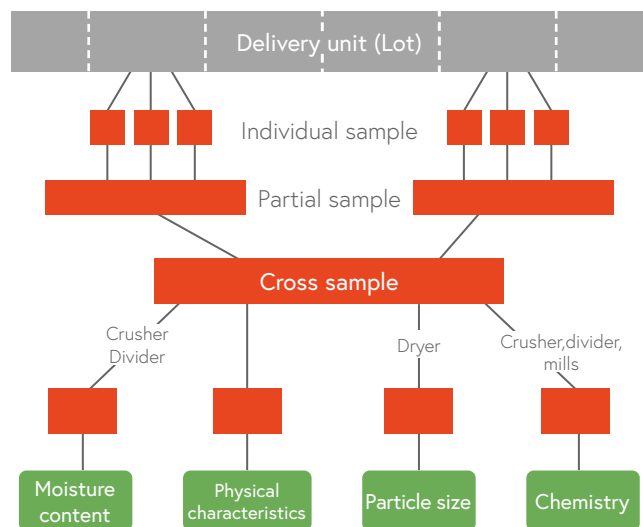 Delivery unit (Lot)
Individual sample
Partial sample
Cross sample
Crusher
Divider
Dryer
Crusher,divider,
mills
Moisture
content
Physical
characteristics
Particle size
Chemistry